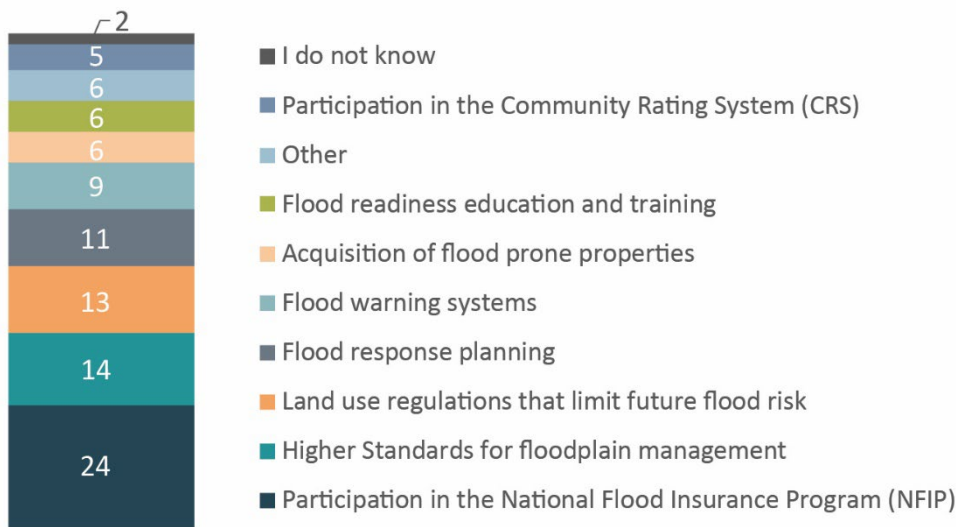 2
5
6
6
6
9
11
13
14
24
I do not know
Participation in the Community Rating System (CRS)
Other
Flood readiness education and training
Acquisition of flood prone properties
Flood warning systems
Flood response planning
Land use regulations that limit future flood risk
Higher Standards for floodplain management
Participation in the National Flood Insurance Program (NFIP)